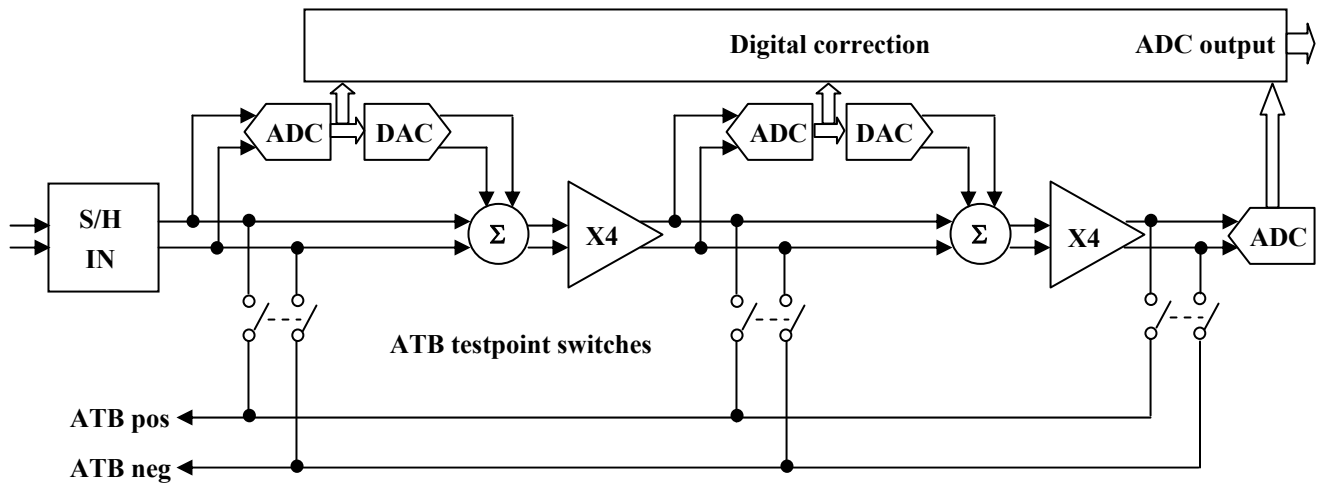 Digital correction
ADC output
ADC
DAC
ADC
DAC
S/H
IN
Σ
X4
Σ
X4
ADC
ATB testpoint switches
ATB pos
ATB neg